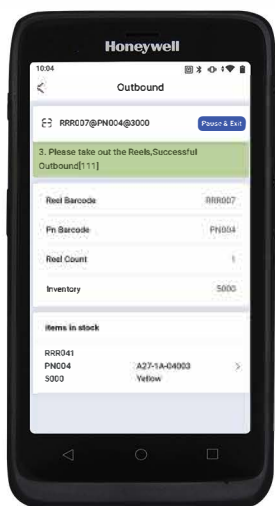 Honeywell
10:04
Outbound
RRR007@PN004@3000
Pause & Exit
3. Please take out the Reels,Successful
Outbound[111]
Reel Barcode RRR007
Pn Barcode PN004
Reel Count 1
Inventory 5000
Items in stock
RRR041
PN004 A27-1A-04003
5000 Yellow